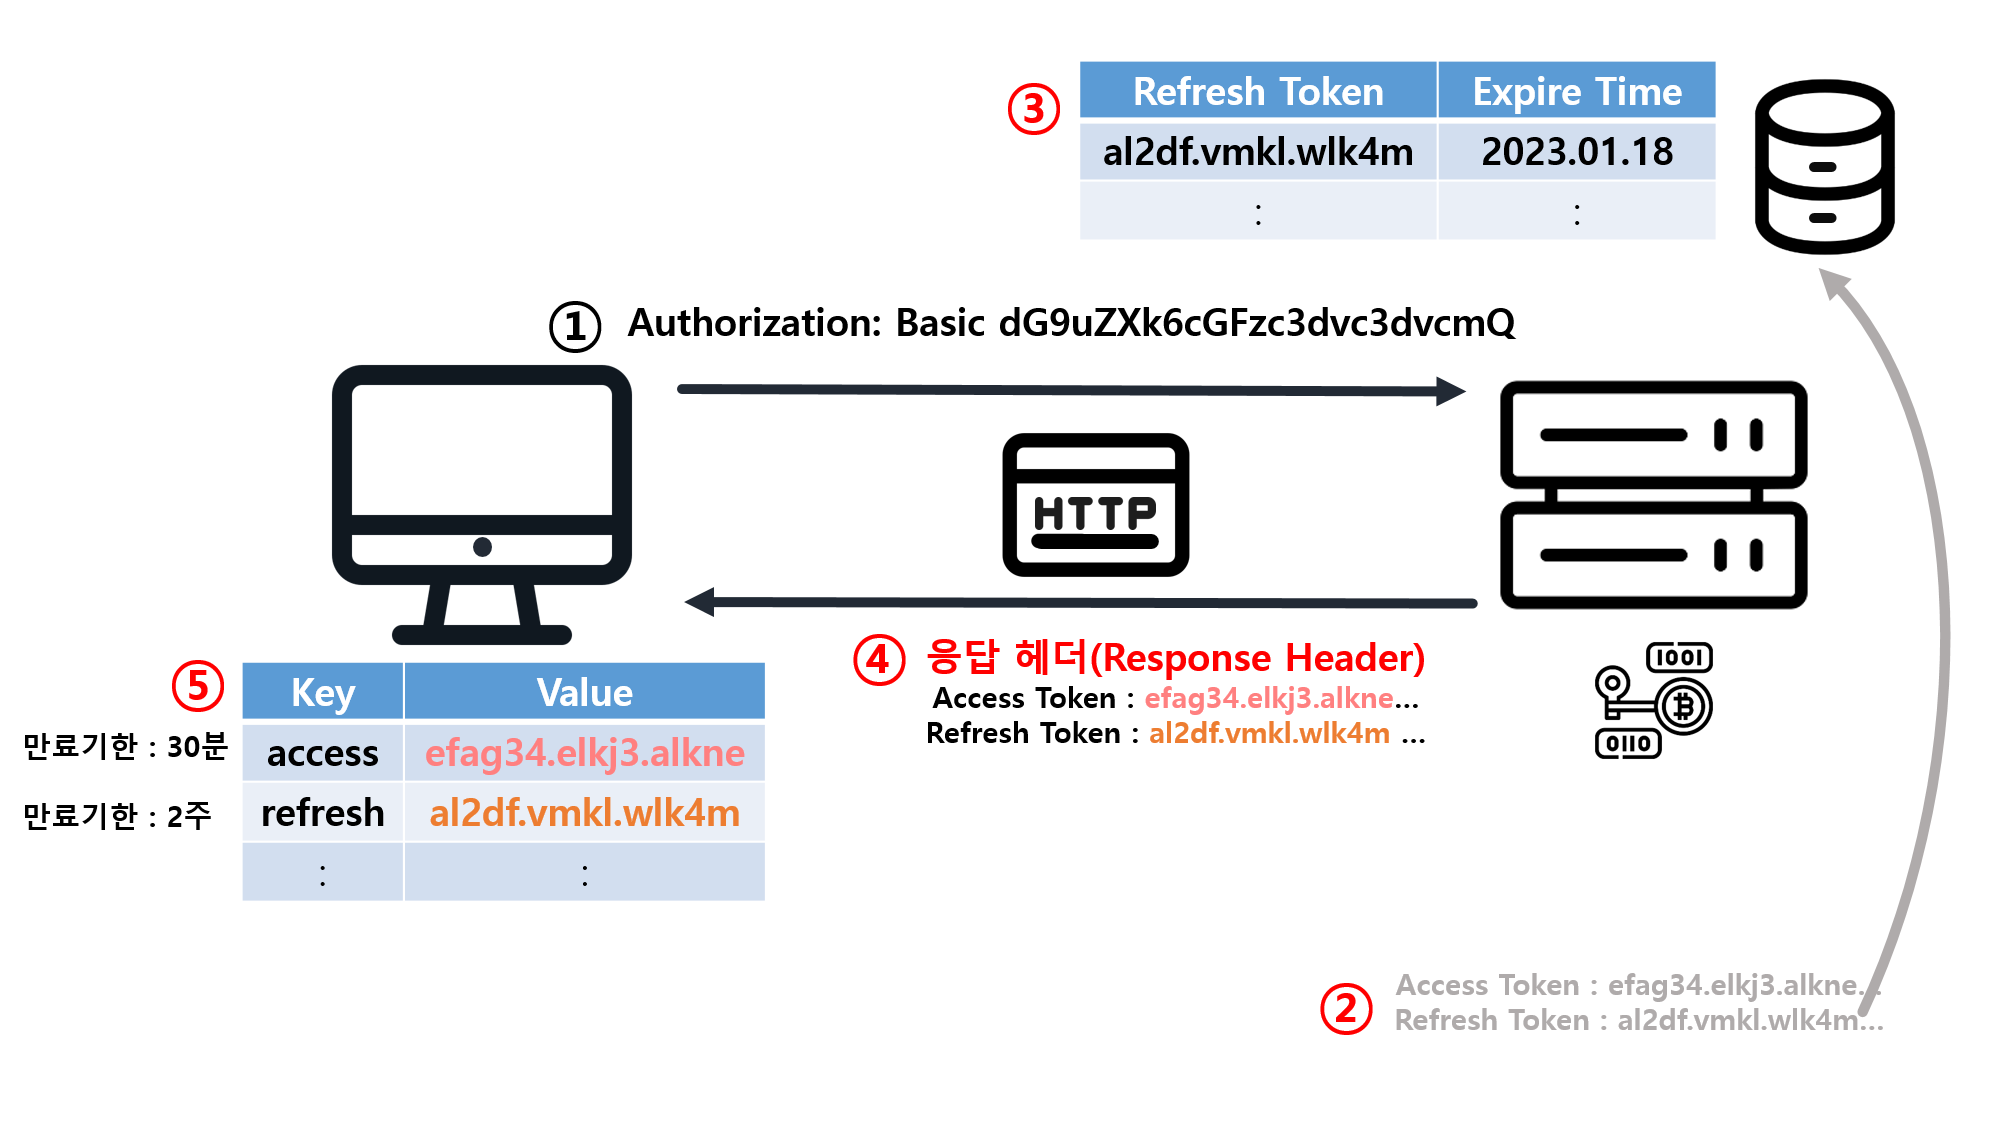 ③
Refresh Token Expire Time
al2df.vmkl.wlk4m 2023.01.18
: :
① Authorization: Basic dG9uZXk6cGFzc3dvc3dvcmQ
HTTP
④ 응답 헤더(Response Header)
Access Token : efag34.elkj3.alkne...
Refresh Token : al2df.vmkl.wlk4m ...
1001
0110
⑤
Key Value
만료기한 : 30분 access efag34.elkj3.alkne
만료기한 : 2주 refresh al2df.vmkl.wlk4m
: :
② Access Token : efag34.elkj3.alkne...
Refresh Token : al2df.vmkl.wlk4m...